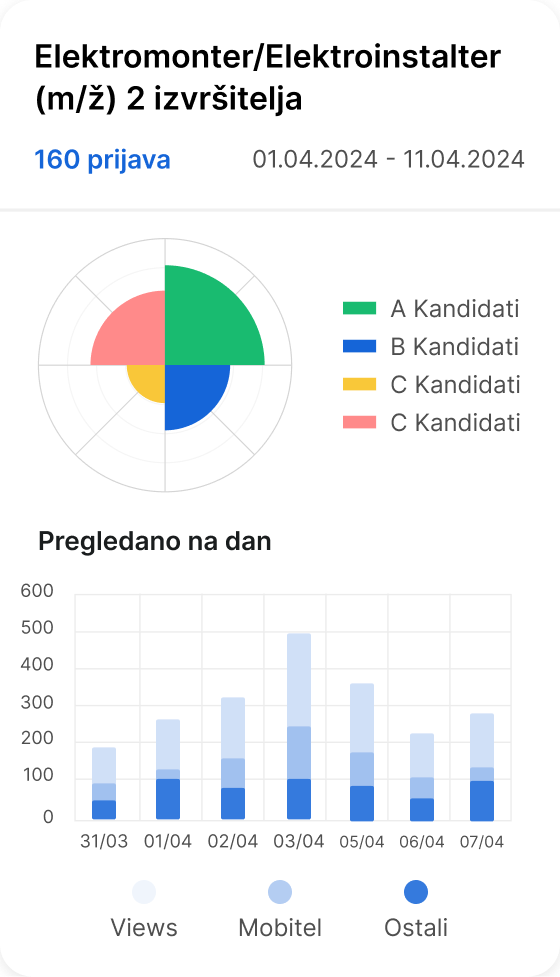 Elektromonter/Elektroinstalter
(m/ž) 2 izvršitelja
160 prijava 01.04.2024 - 11.04.2024
A Kandidati
B Kandidati
C Kandidati
C Kandidati
Pregledano na dan
600
500
400
300
200
100
0
31/03 01/04 02/04 03/04 05/04 06/04 07/04
Views Mobitel Ostali